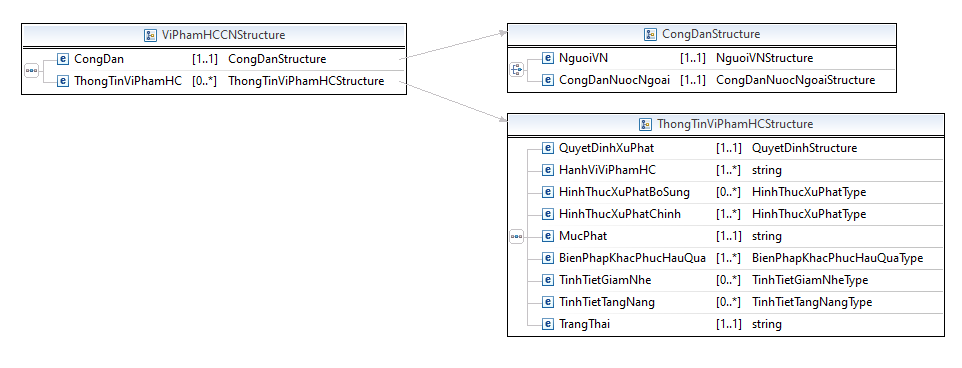 ViPhamHCCNStructure
e CongDan [1..1] CongDanStructure
e ThongTinViPhamHC [0..*] ThongTinViPhamHCStructure
CongDanStructure
e NguoiVN [1..1] NguoiVNStructure
e CongDanNuocNgoai [1..1] CongDanNuocNgoaiStructure
ThongTinViPhamHCStructure
e QuyetDinhXuPhat [1..1] QuyetDinhStructure
e HanhViViPhamHC [1..*] string
e HinhThucXuPhatBoSung [0..*] HinhThucXuPhatType
e HinhThucXuPhatChinh [1..*] HinhThucXuPhatType
e MucPhat [1..1] string
e BienPhapKhacPhucHauQua [1..*] BienPhapKhacPhucHauQuaType
e TinhTietGiamNhe [0..*] TinhTietGiamNheType
e TinhTietTangNang [0..*] TinhTietTangNangType
e TrangThai [1..1] string